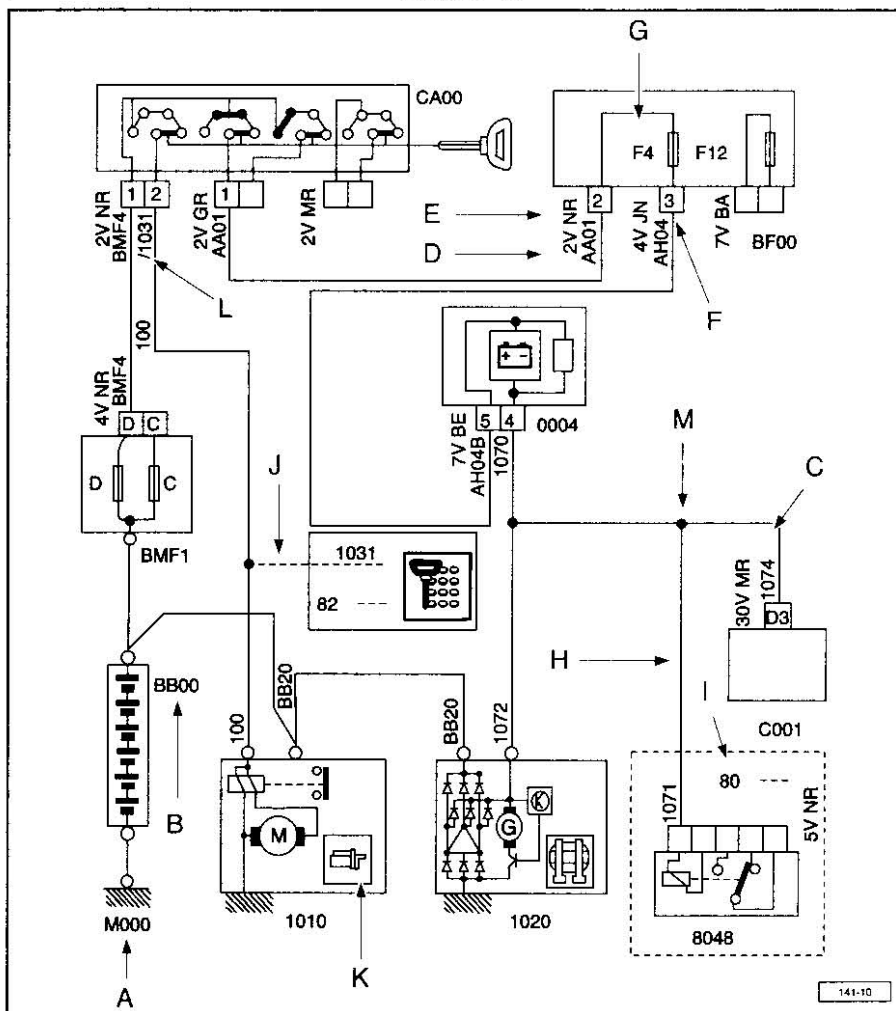 G
CA00
F4
F12
1
2
1
2
3
2V NR
BMF4
/1031
2V GR
AA01
2V MR
E
D
2V NR
AA01
4V JN
AH04
7V BA
BF00
L
F
100
4V NR
BMF4
+ -
5
4
0004
7V BE
AH04B
1070
D
C
M
C
J
D
C
BMF1
1031
82
30V MR
1074
D3
H
BB00
BB20
100
BB20
1072
I
C001
80
1071
5V NR
B
M
G
K
M000
1010
1020
8048
A
K
141-10